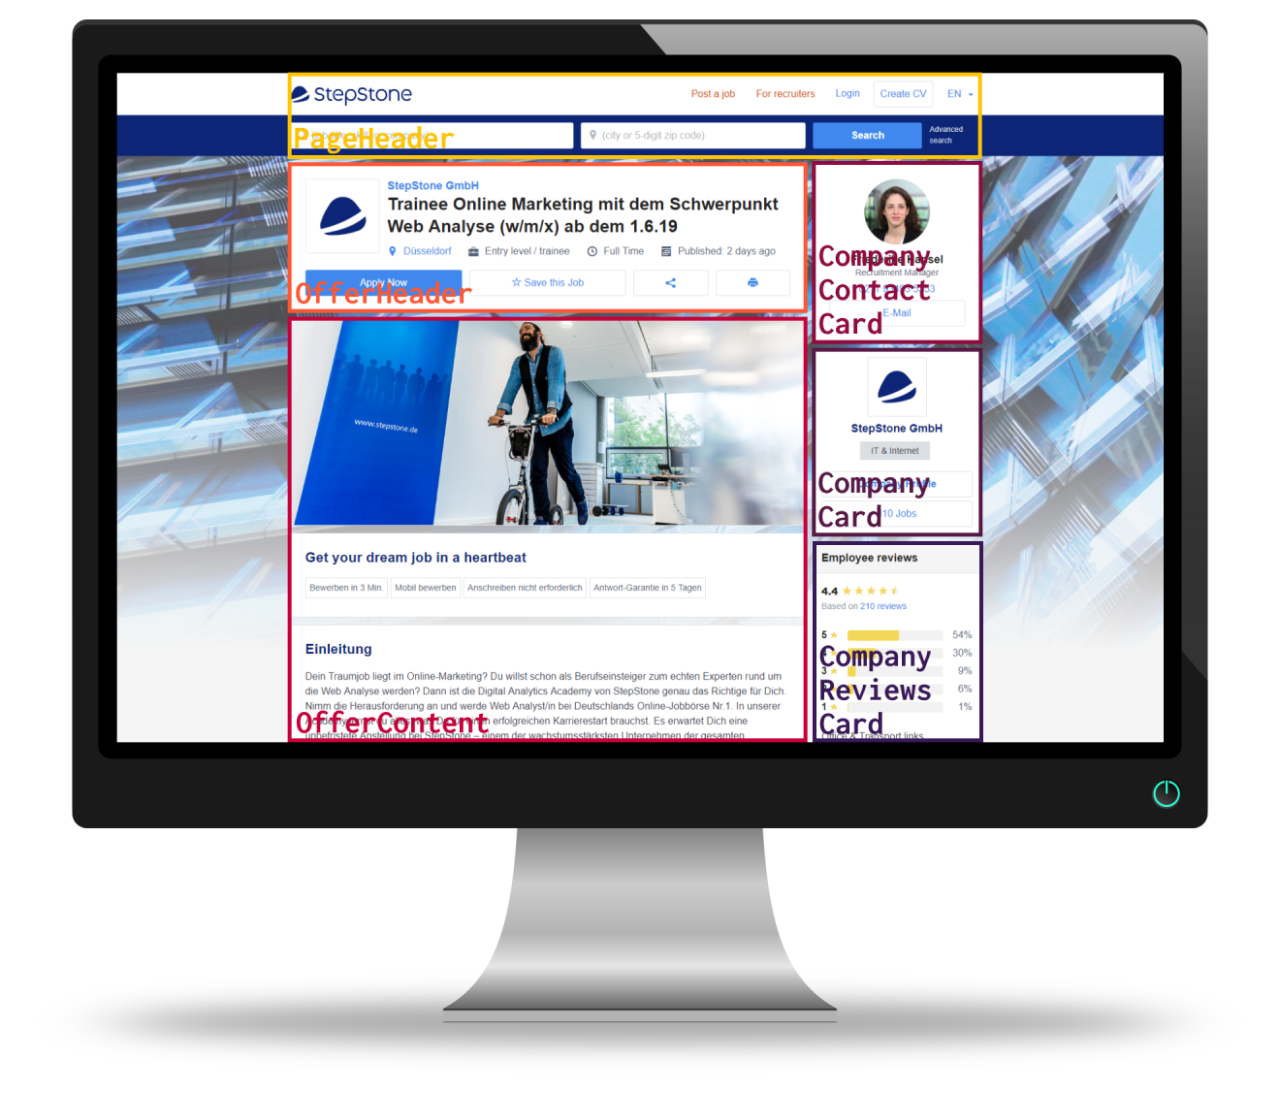 StepStone
Post a job
For recruiters
Login
Create CV
EN
PageHeader
(city or 5-digit zip code)
Search
Advanced
search
StepStone GmbH
Trainee Online Marketing mit dem Schwerpunkt
Web Analyse (w/m/x) ab dem 1.6.19
Düsseldorf
Entry level / trainee
Full Time
Published: 2 days ago
Apply Now
Save this Job
OfferHeader
www.stepstone.de
Get your dream job in a heartbeat
Bewerben in 3 Min.
Mobil bewerben
Anschreiben nicht erforderlich
Antwort-Garantie in 5 Tagen
Einleitung
Dein Traumjob liegt im Online-Marketing? Du willst schon als Berufseinsteiger zum echten Experten rund um
die Web Analyse werden? Dann ist die Digital Analytics Academy von StepStone genau das Richtige für Dich.
Nimm die Herausforderung an und werde Web Analyst/in bei Deutschlands Online-Jobbörse Nr.1. In unserer
erfolgreichen Karrierestart brauchst. Es erwartet Dich eine
OfferContent
unbefristete Anstellung bei StepStone – einem der wachstumsstärksten Unternehmen der gesamten
Company
Recruitment Manager
Contact
E-Mail
Card
StepStone GmbH
IT & Internet
Company
Card
10 Jobs
Employee reviews
4.4
Based on 210 reviews
5 54%
30%
Company
3 9%
Reviews
6%
1 1%
Card
Office & Transport links